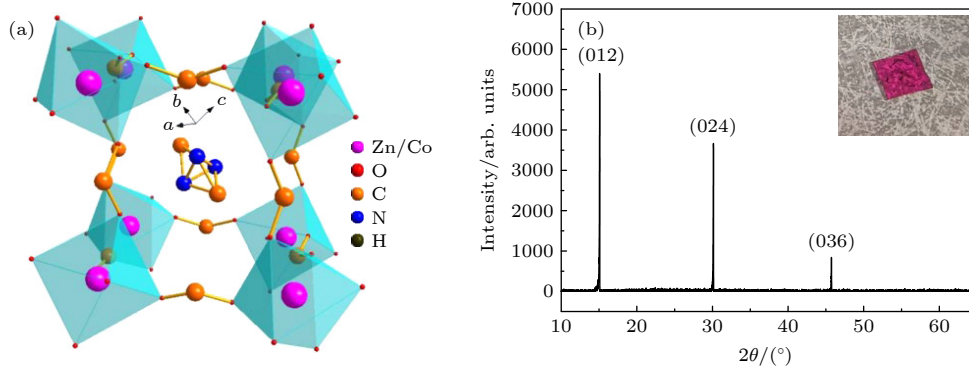 (a)
b
c
a
Zn/Co
O
C
N
H
(b)
7000
6000
5000
4000
3000
2000
1000
0
Intensity/arb. units
(012)
(024)
(036)
10
20
30
40
50
60
2θ/(°)